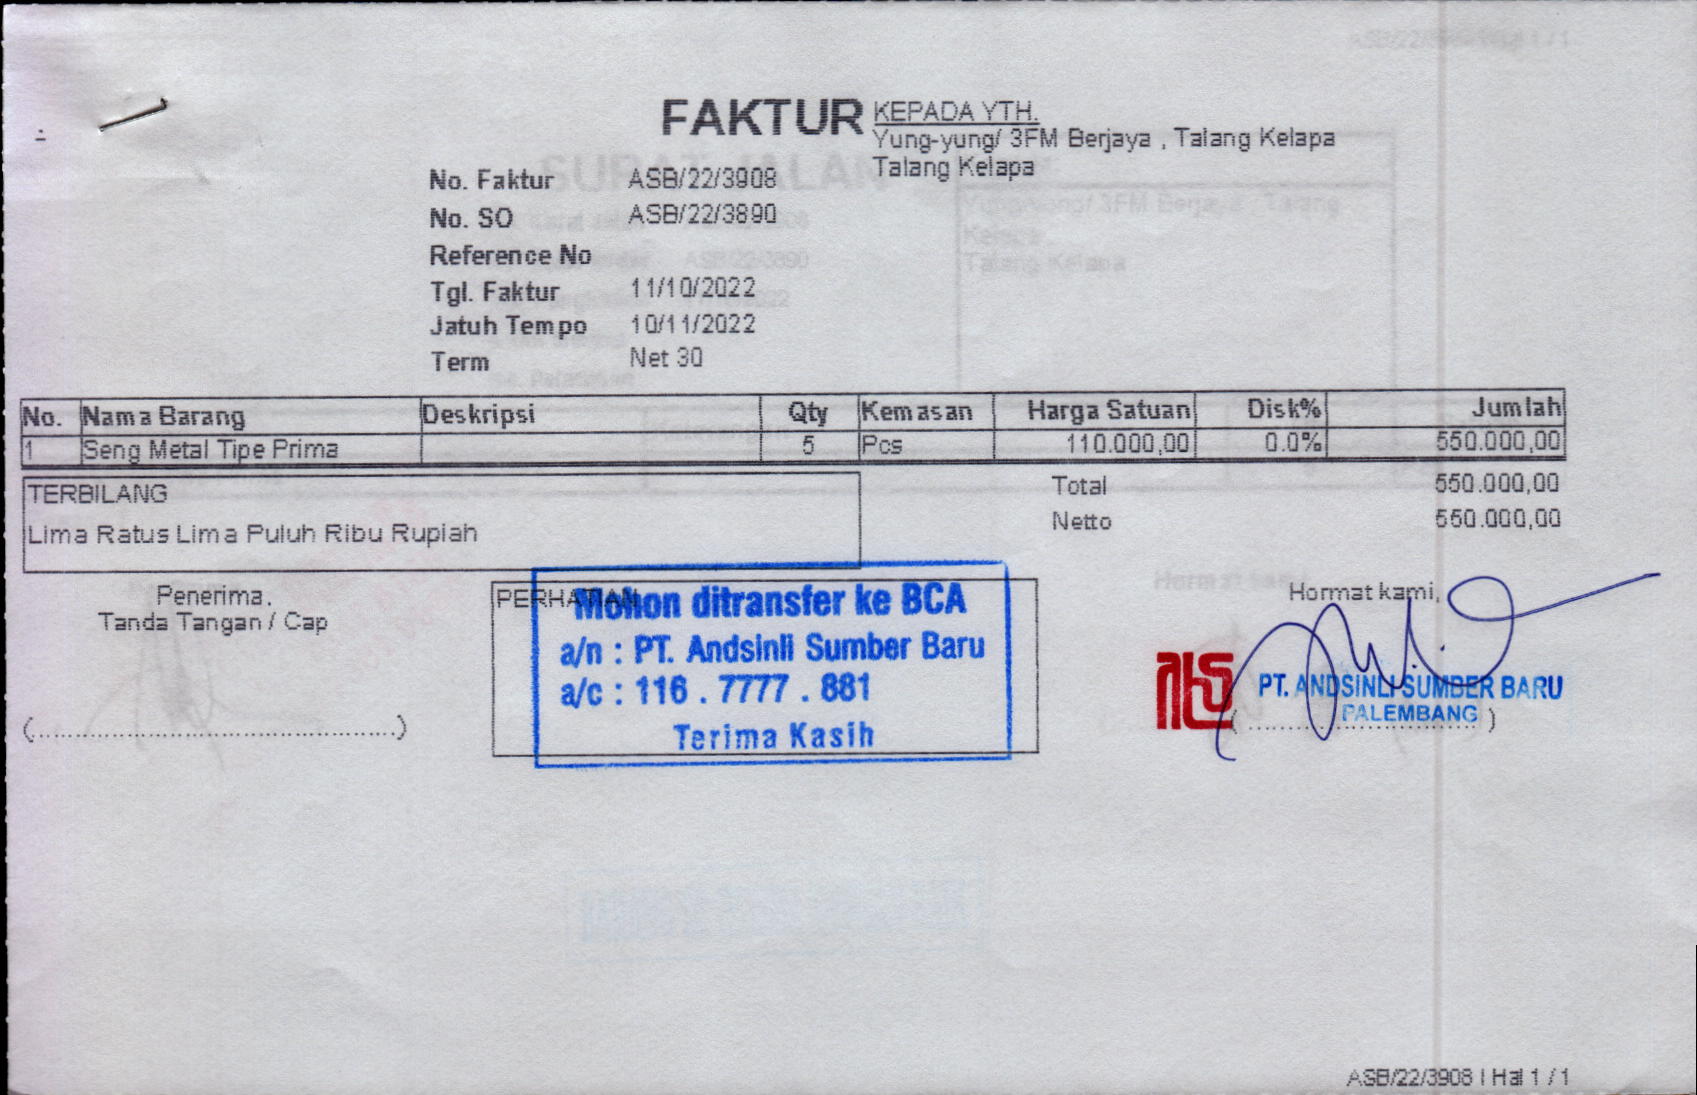 FAKTUR
KEPADA YTH.
Yung-yung/ 3FM Berjaya , Talang Kelapa
Talang Kelapa
No. Faktur ASB/22/3908
No. SO ASB/22/3890
Reference No
Tgl. Faktur 11/10/2022
Jatuh Tempo 10/11/2022
Term Net 30
No. Nama Barang Deskripsi Qty Kemasan Harga Satuan Disk% Jumlah
1 Seng Metal Tipe Prima 5 Pcs 110.000,00 0.0% 550.000,00
TERBILANG
Lima Ratus Lima Puluh Ribu Rupiah
Total 550.000,00
Netto 550.000,00
Penerima,
Tanda Tangan / Cap
(........................................)
PERHATIAN
Mohon ditransfer ke BCA
a/n : PT. Andsinli Sumber Baru
a/c : 116 . 7777 . 881
Terima Kasih
Hormat kami,
PT. ANDSINLI SUMBER BARU
PALEMBANG
(............................)
ASB/22/3908 | Hal 1 / 1